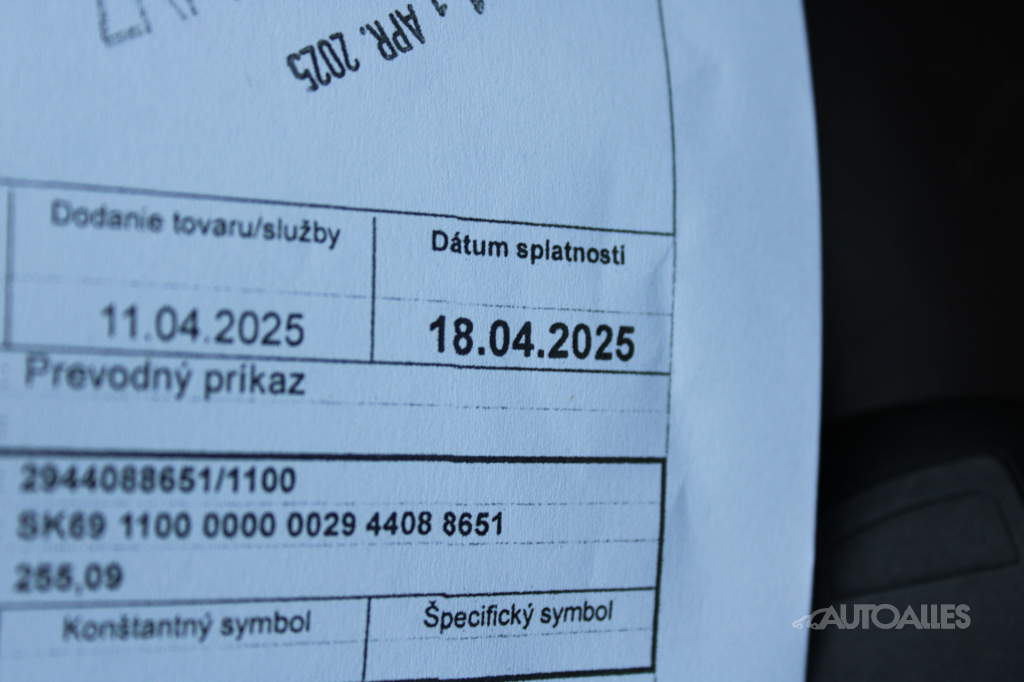 APR. 2025
Dodanie tovaru/služby
Dátum splatnosti
11.04.2025
18.04.2025
Prevodný príkaz
2944088651/1100
SK69 1100 0000 0029 4408 8651
255,09
Konštantný symbol
Špecifický symbol
AUTOALLES